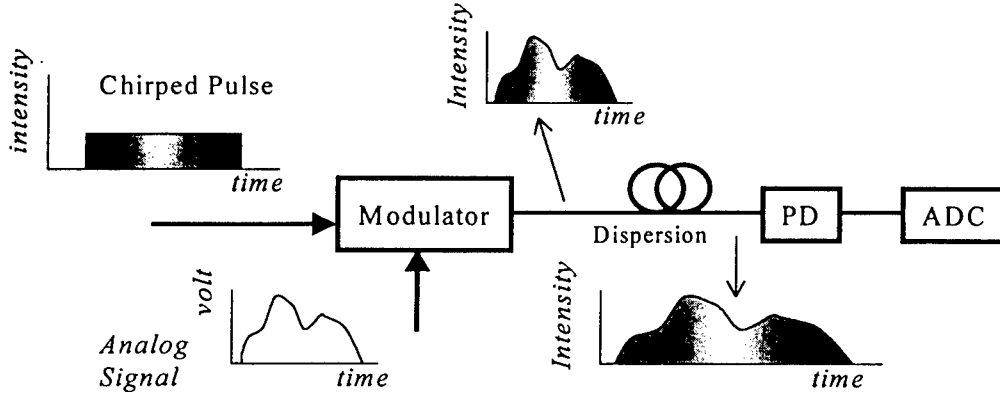 Intensity
time
intensity
Chirped Pulse
time
Modulator
Dispersion
PD
ADC
volt
time
Analog
Signal
Intensity
time